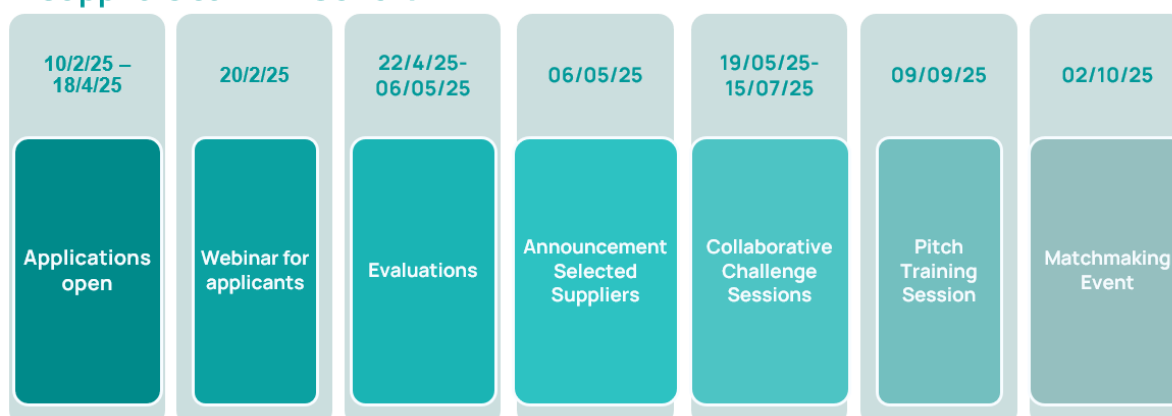 10/2/25 –
18/4/25
Applications
open
20/2/25
Webinar for
applicants
22/4/25-
06/05/25
Evaluations
06/05/25
Announcement
Selected
Suppliers
19/05/25-
15/07/25
Collaborative
Challenge
Sessions
09/09/25
Pitch
Training
Session
02/10/25
Matchmaking
Event